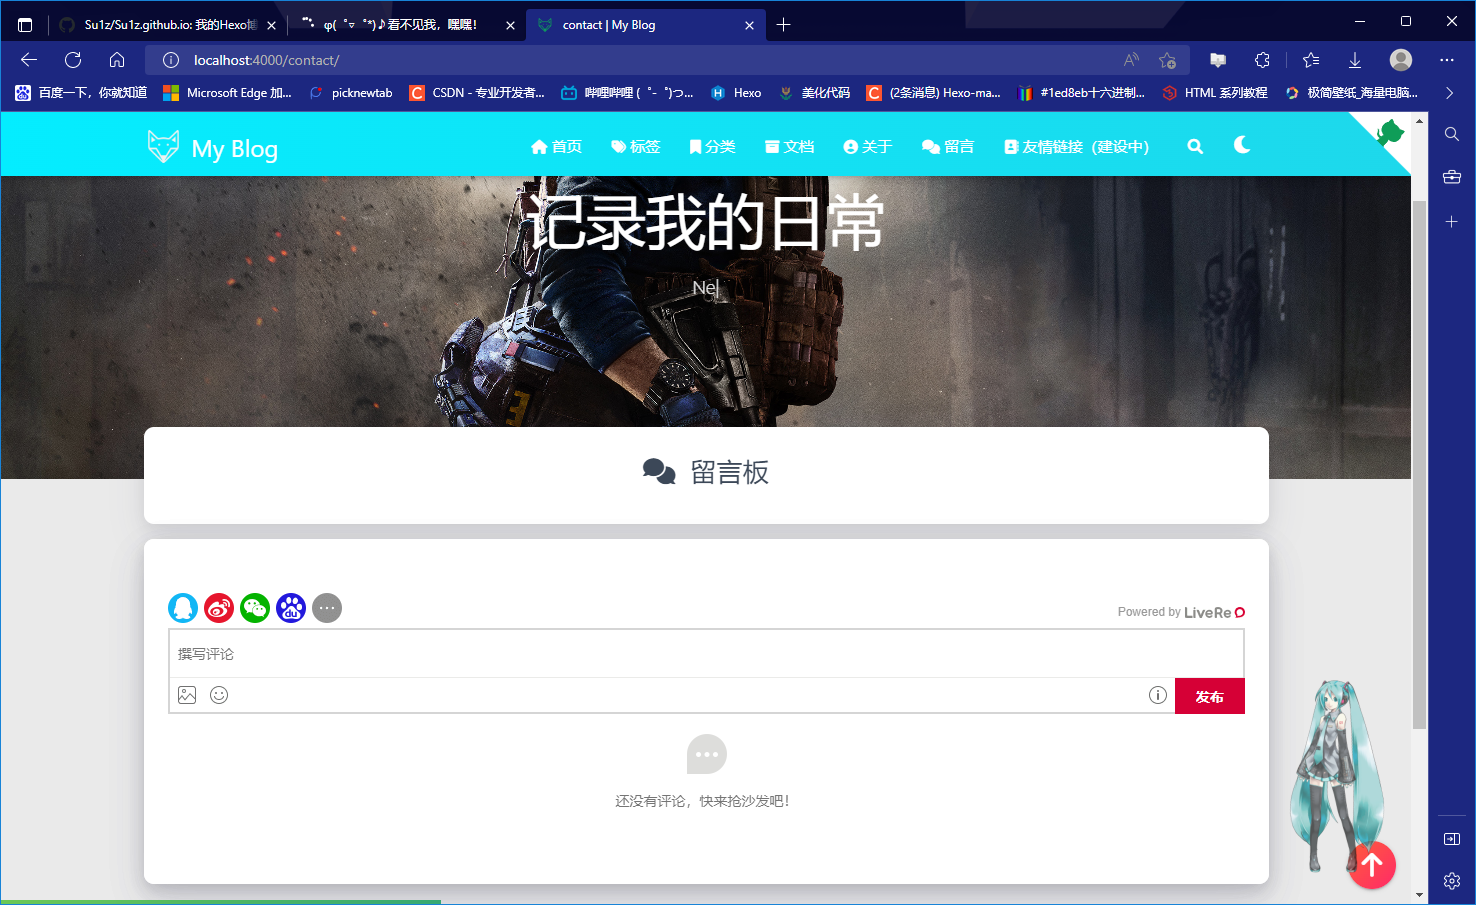 Su1z/Su1z.github.io: 我的Hexo博
φ(゜▽゜*)♪看不见我，嘿嘿！
contact | My Blog
localhost:4000/contact/
百度一下，你就知道
Microsoft Edge 加...
picknewtab
CSDN - 专业开发者...
哔哩哔哩 (゜-゜)つ...
Hexo
美化代码
(2条消息) Hexo-ma...
#1ed8eb十六进制...
HTML 系列教程
极简壁纸_海量电脑...
My Blog
首页
标签
分类
文档
关于
留言
友情链接（建设中）
记录我的日常
Ne
留言板
du
Powered by LiveRe
撰写评论
发布
还没有评论，快来抢沙发吧！